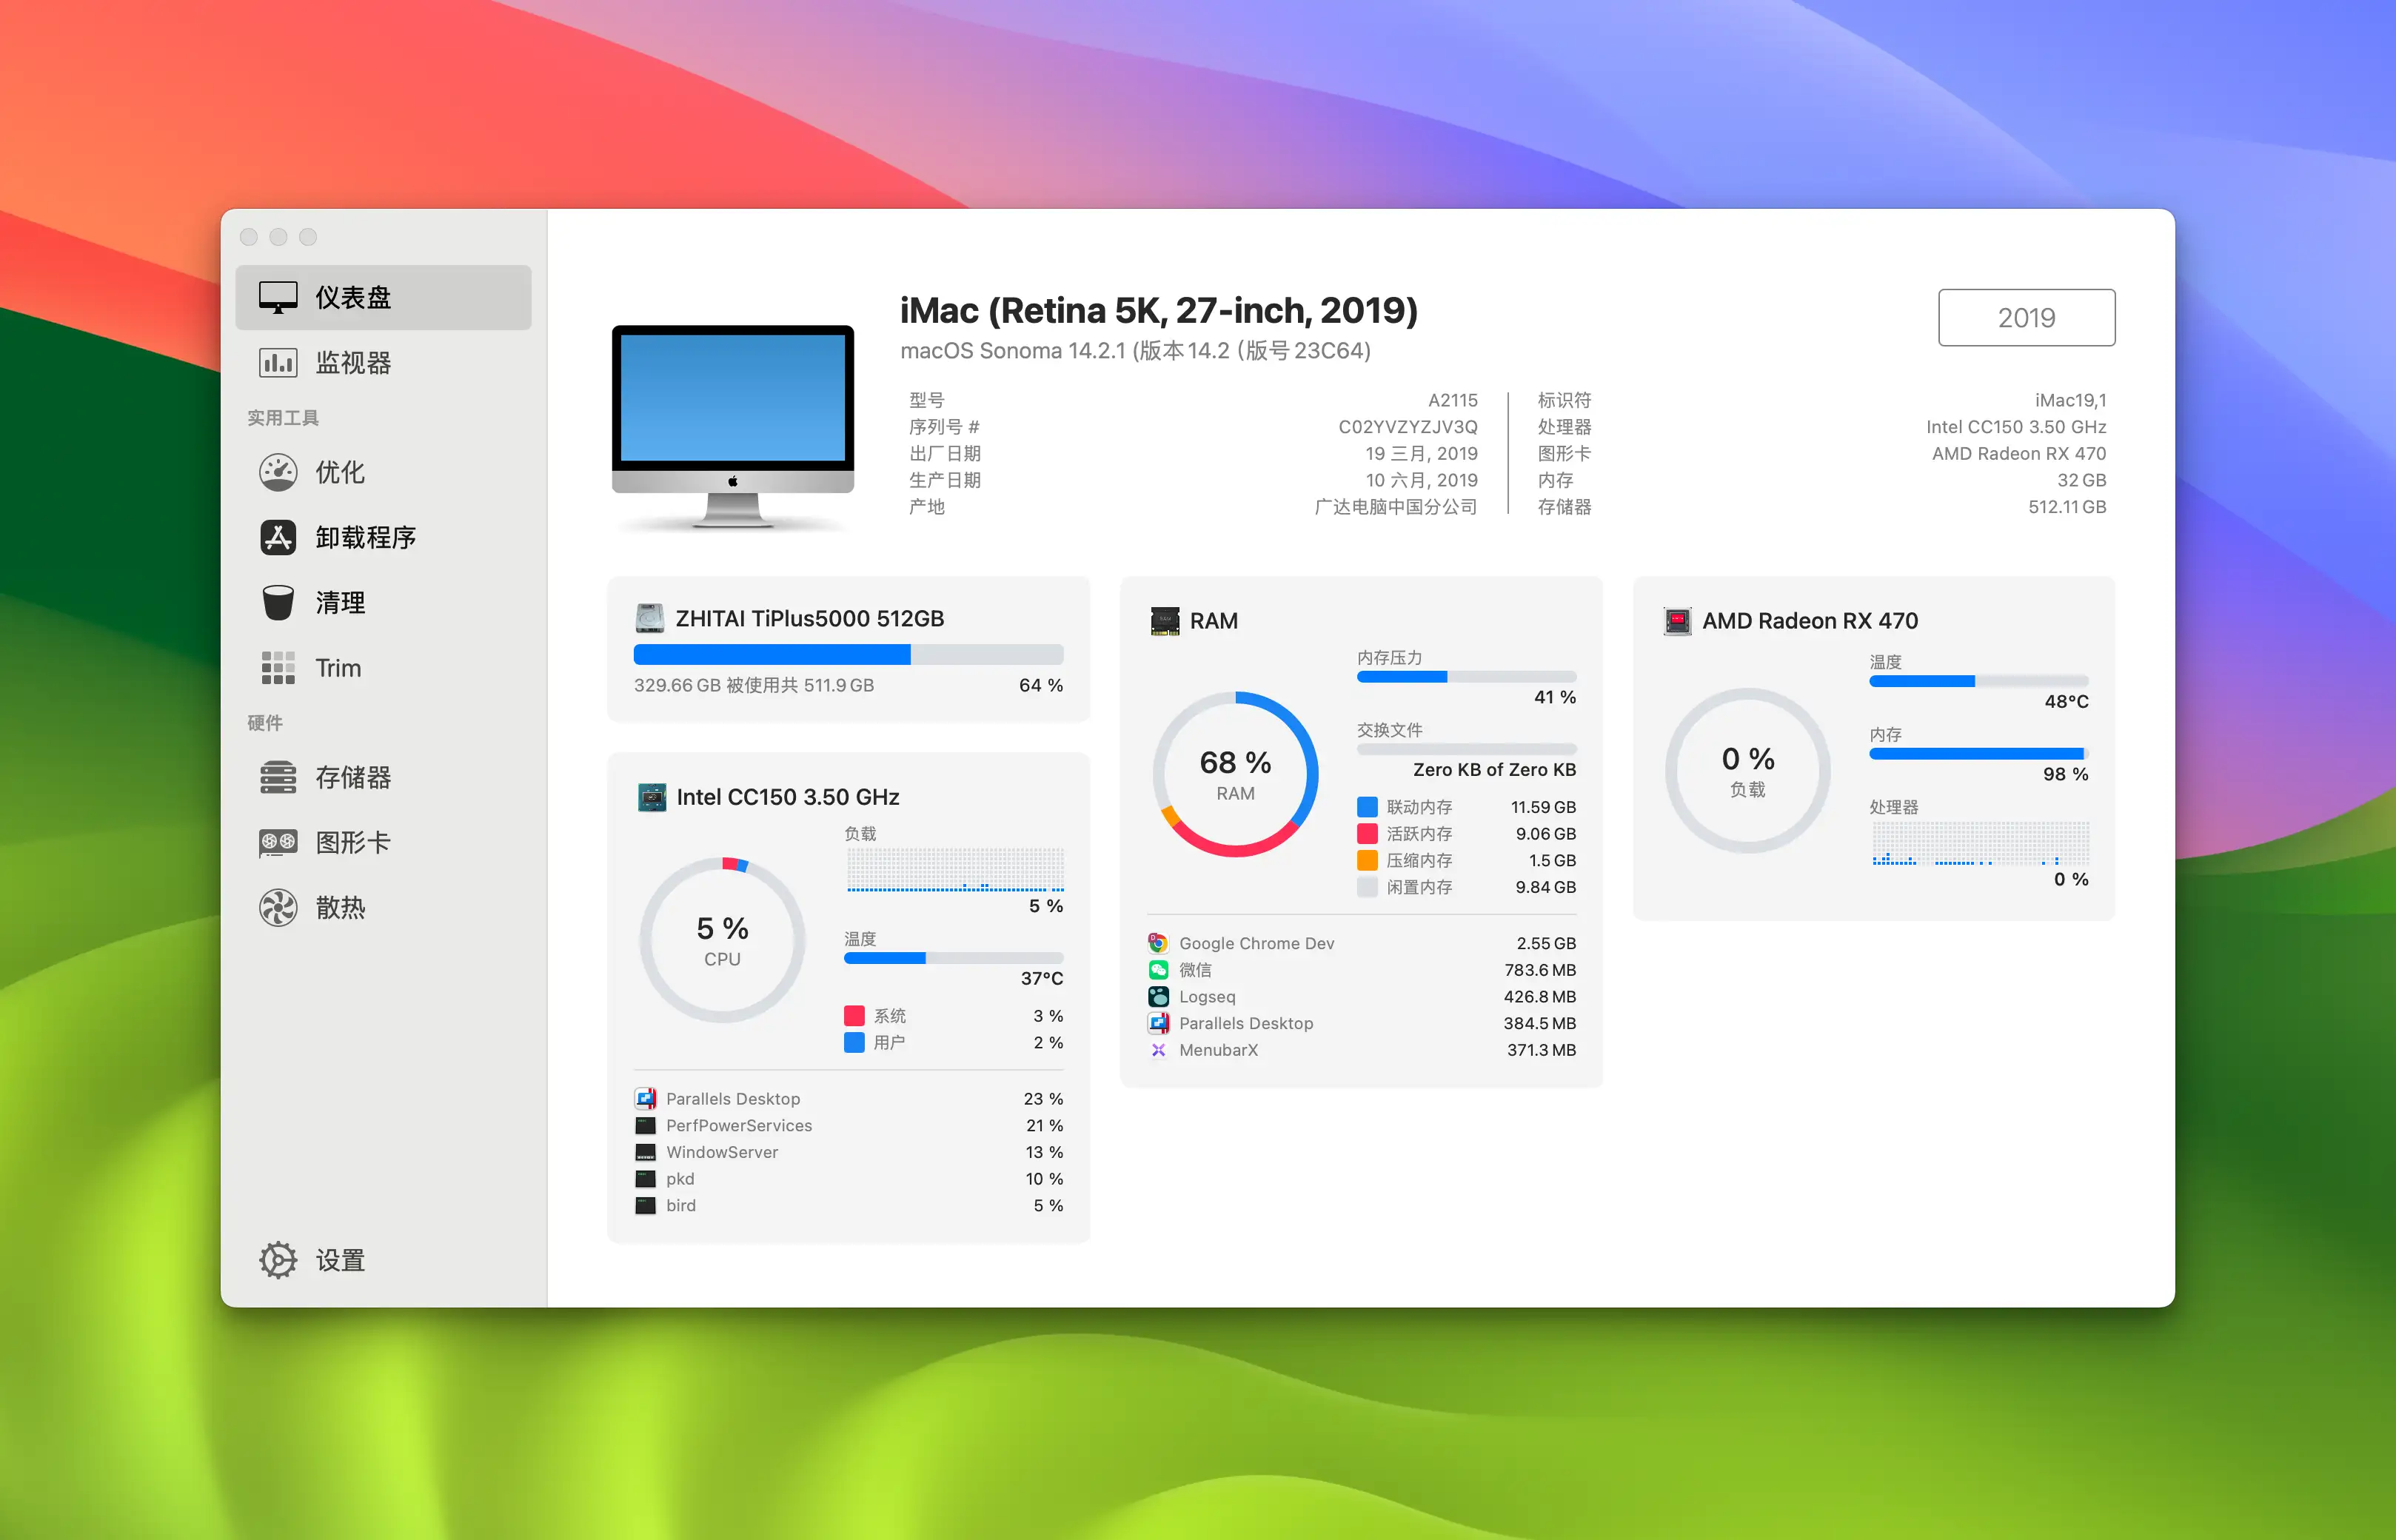 仪表盘
监视器
实用工具
优化
卸载程序
清理
Trim
硬件
存储器
图形卡
散热
设置
iMac (Retina 5K, 27-inch, 2019)
macOS Sonoma 14.2.1 (版本 14.2 (版号 23C64)
2019
型号 A2115
序列号 # C02YVZYZJV3Q
出厂日期 19 三月, 2019
生产日期 10 六月, 2019
产地 广达电脑中国分公司
标识符 iMac19,1
处理器 Intel CC150 3.50 GHz
图形卡 AMD Radeon RX 470
内存 32 GB
存储器 512.11 GB
ZHITAI TiPlus5000 512GB
329.66 GB 被使用共 511.9 GB 64 %
Intel CC150 3.50 GHz
5 %
CPU
负载
5 %
温度
37°C
系统 3 %
用户 2 %
Parallels Desktop 23 %
PerfPowerServices 21 %
WindowServer 13 %
pkd 10 %
bird 5 %
RAM
68 %
RAM
内存压力
41 %
交换文件
Zero KB of Zero KB
联动内存 11.59 GB
活跃内存 9.06 GB
压缩内存 1.5 GB
闲置内存 9.84 GB
Google Chrome Dev 2.55 GB
微信 783.6 MB
Logseq 426.8 MB
Parallels Desktop 384.5 MB
MenubarX 371.3 MB
AMD Radeon RX 470
0 %
负载
温度
48°C
内存
98 %
处理器
0 %